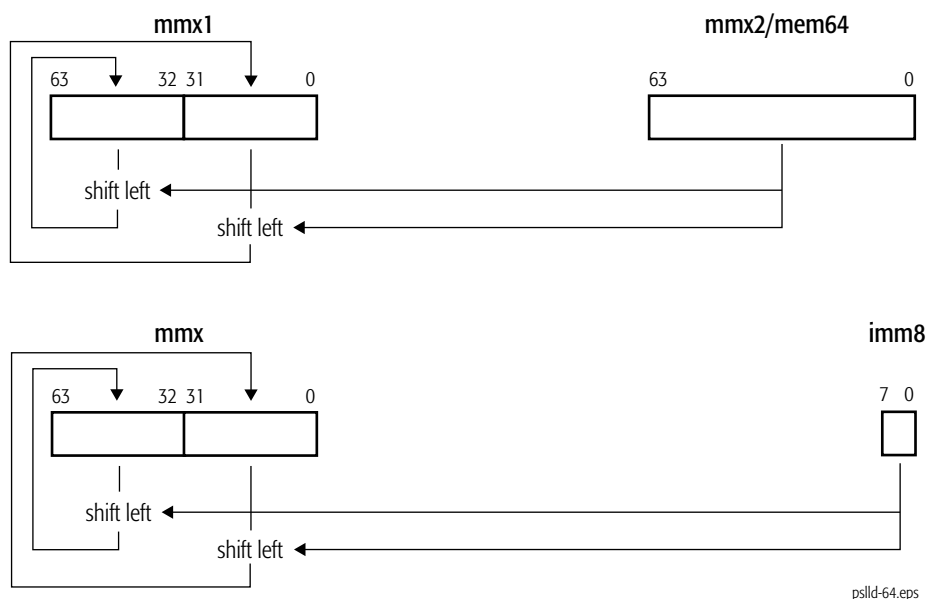 mmx1 mmx2/mem64
63 32 31 0 63 0
shift left
shift left
mmx imm8
63 32 31 0 7 0
shift left
shift left
pslld-64.eps